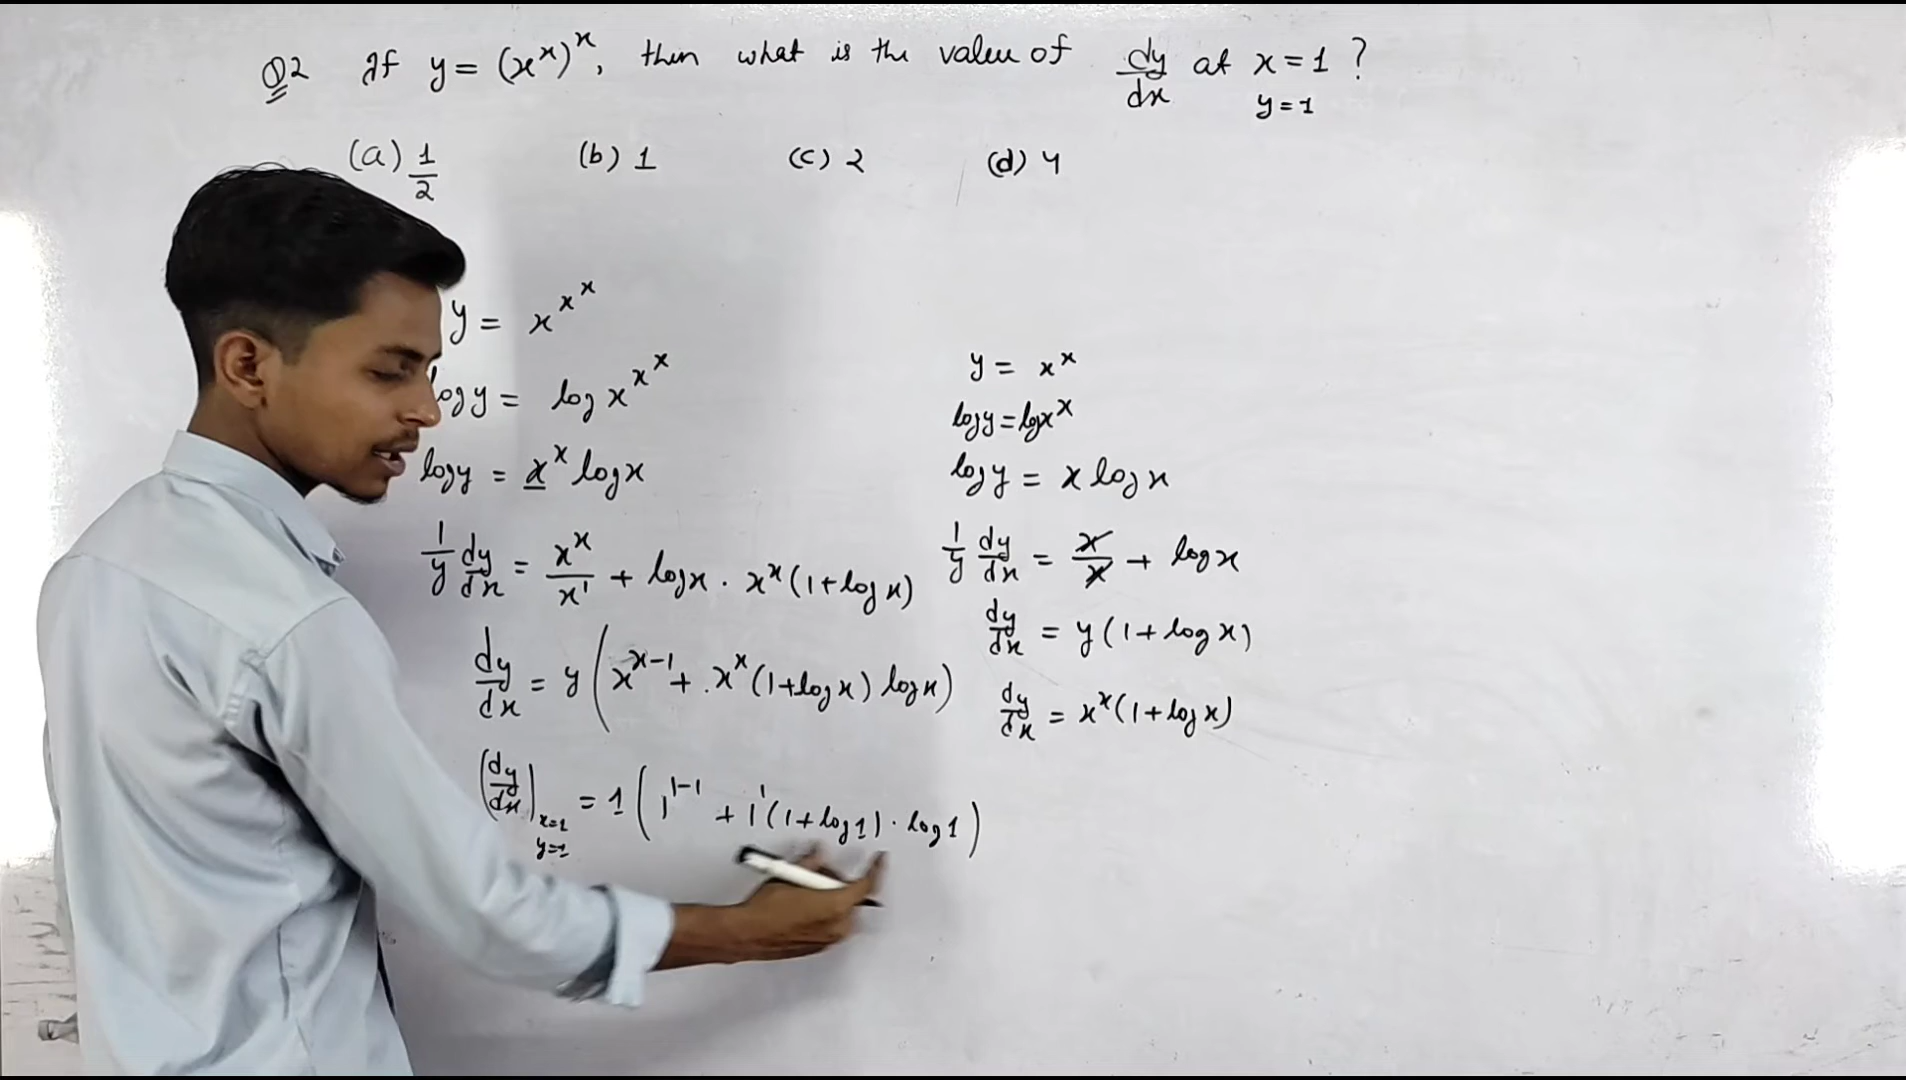 Q2 If y = (x^x)^x, then what is the value of dy/dx at x = 1 ?
y = 1
(a) 1/2 (b) 1 (c) 2 (d) 4
y = x^x^x
log y = log x^x^x
log y = x^x log x
1/y dy/dx = x^x/x^1 + log x · x^x (1 + log x)
dy/dx = y (x^x-1 + x^x (1 + log x) log x)
(dy/dx) x=1 y=1 = 1 (1^1-1 + 1^1 (1 + log 1) · log 1)
y = x^x
log y = log x^x
log y = x log x
1/y dy/dx = x/x + log x
dy/dx = y (1 + log x)
dy/dx = x^x (1 + log x)